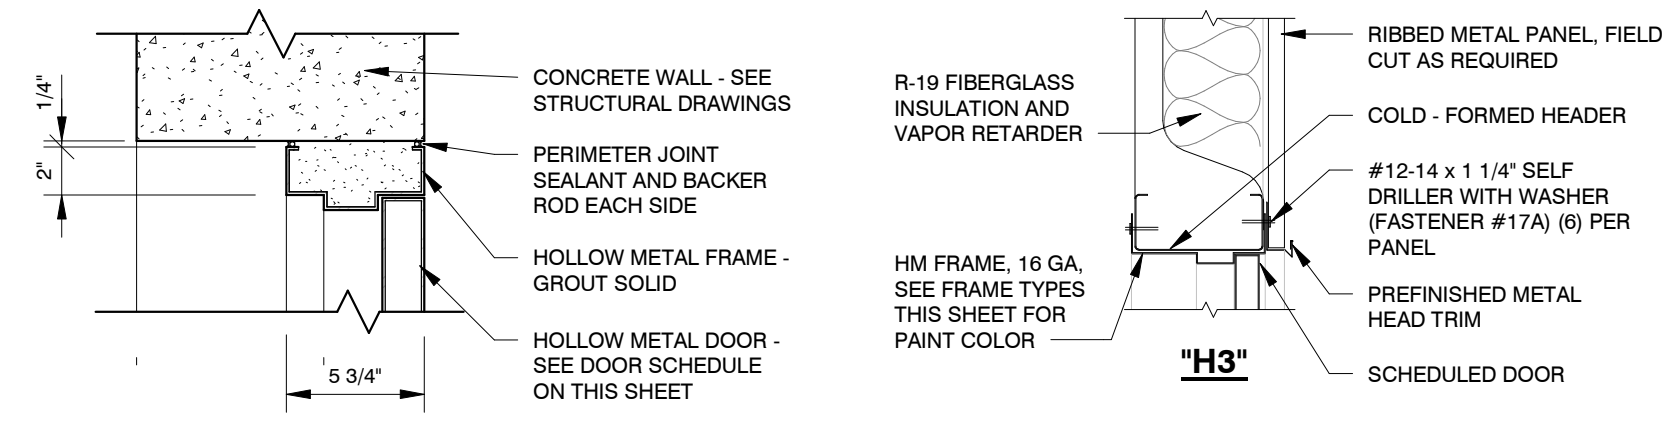 1/4"
2"
CONCRETE WALL - SEE
STRUCTURAL DRAWINGS
PERIMETER JOINT
SEALANT AND BACKER
ROD EACH SIDE
HOLLOW METAL FRAME -
GROUT SOLID
HOLLOW METAL DOOR -
SEE DOOR SCHEDULE
ON THIS SHEET
5 3/4"
R-19 FIBERGLASS
INSULATION AND
VAPOR RETARDER
HM FRAME, 16 GA,
SEE FRAME TYPES
THIS SHEET FOR
PAINT COLOR
"H3"
RIBBED METAL PANEL, FIELD
CUT AS REQUIRED
COLD - FORMED HEADER
#12-14 x 1 1/4" SELF
DRILLER WITH WASHER
(FASTENER #17A) (6) PER
PANEL
PREFINISHED METAL
HEAD TRIM
SCHEDULED DOOR